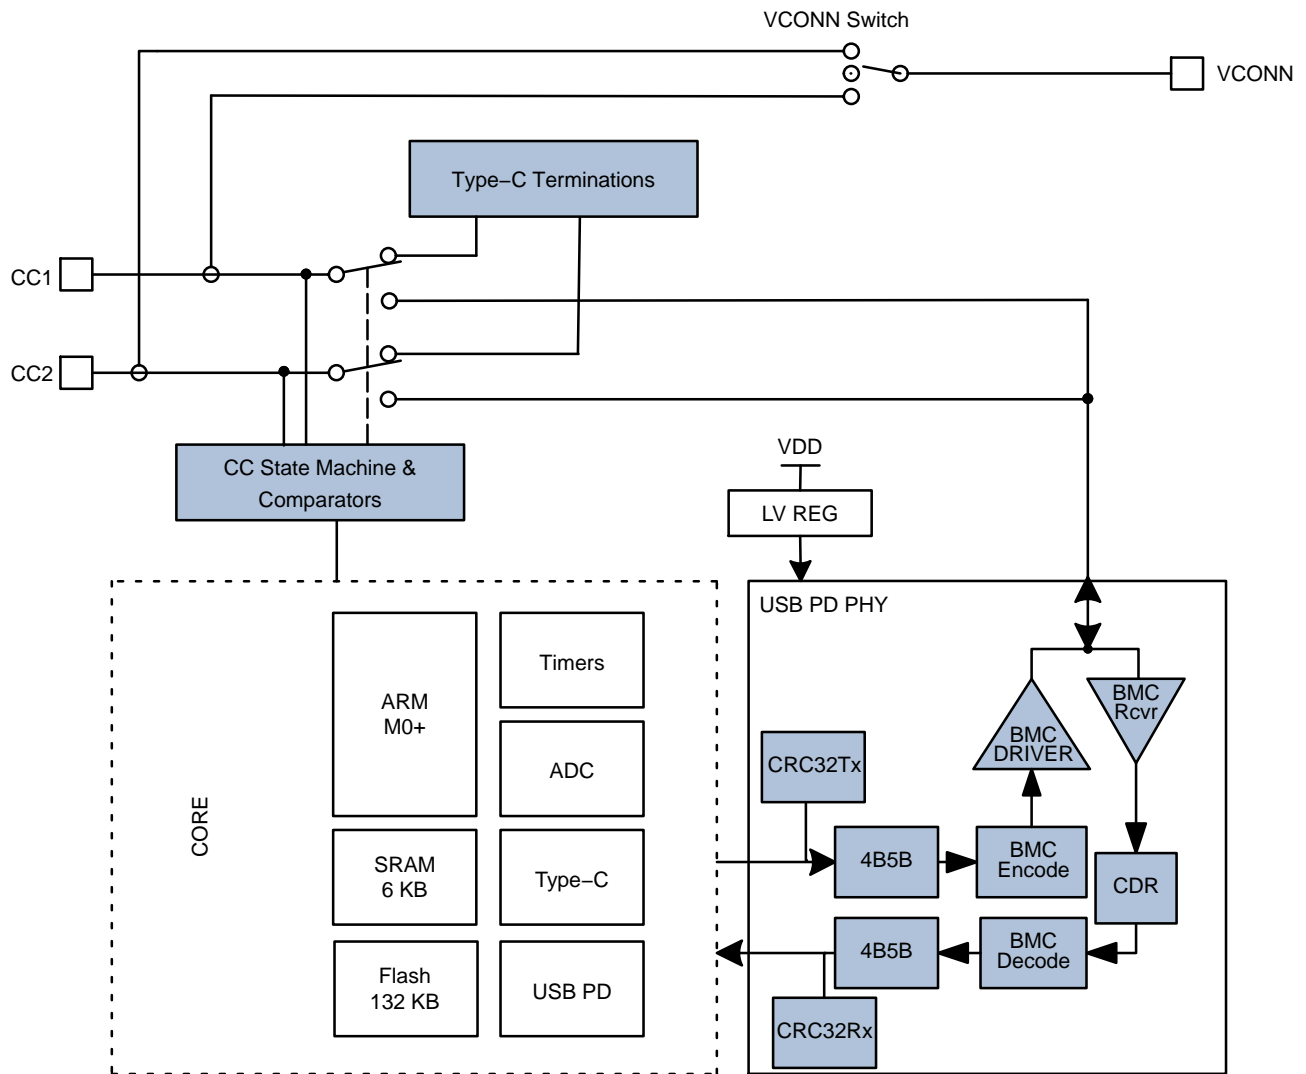 VCONN Switch
VCONN
Type−C Terminations
CC1
CC2
CC State Machine &
Comparators
VDD
LV REG
USB PD PHY
CORE
ARM
M0+
Timers
ADC
SRAM
6 KB
Type−C
Flash
132 KB
USB PD
BMC
Rcvr
BMC
DRIVER
CRC32Tx
4B5B
BMC
Encode
CDR
4B5B
BMC
Decode
CRC32Rx